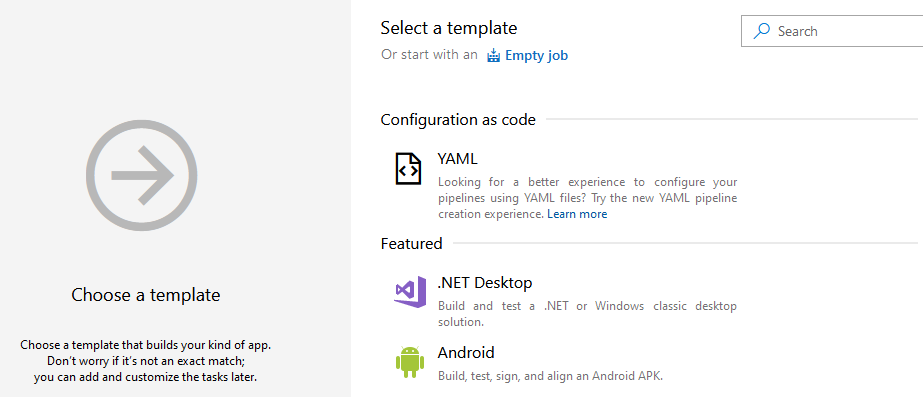 Select a template
Search
Or start with an Empty job
Configuration as code
YAML
Looking for a better experience to configure your
pipelines using YAML files? Try the new YAML pipeline
creation experience. Learn more
Featured
.NET Desktop
Build and test a .NET or Windows classic desktop
solution.
Android
Build, test, sign, and align an Android APK.
Choose a template
Choose a template that builds your kind of app.
Don't worry if it's not an exact match;
you can add and customize the tasks later.